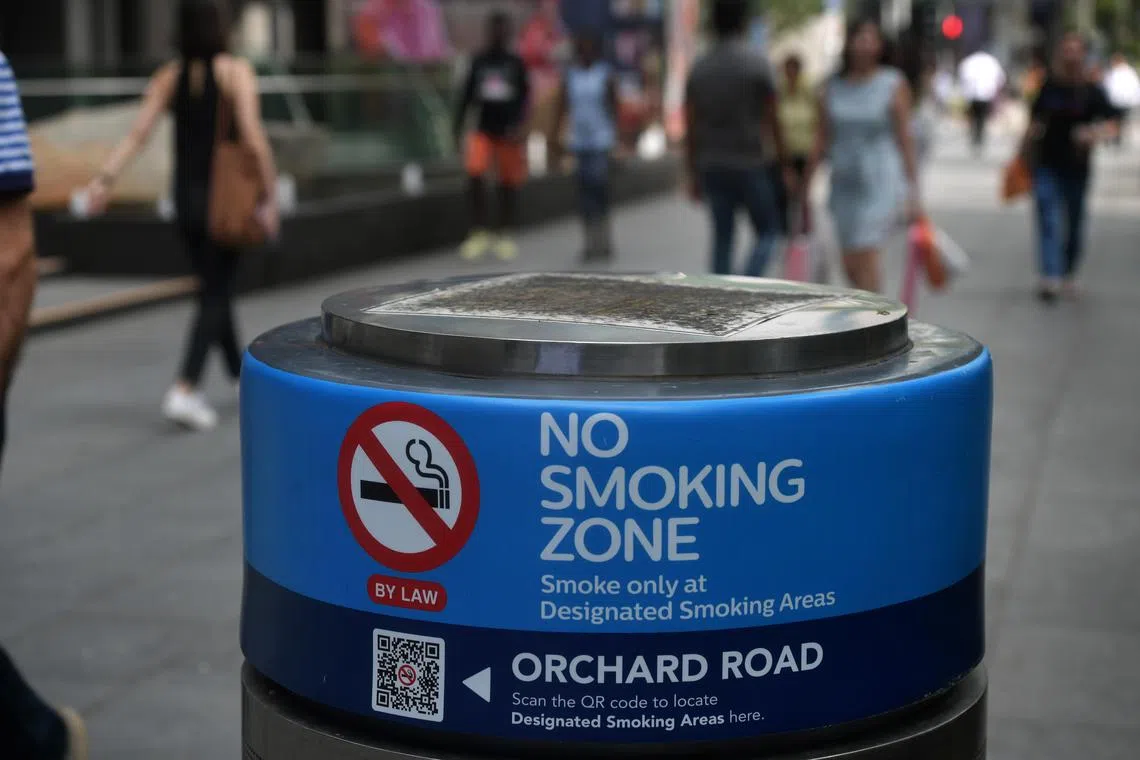 NO
SMOKING
ZONE
Smoke only at
Designated Smoking Areas
BY LAW
ORCHARD ROAD
Scan the QR code to locate
Designated Smoking Areas here.